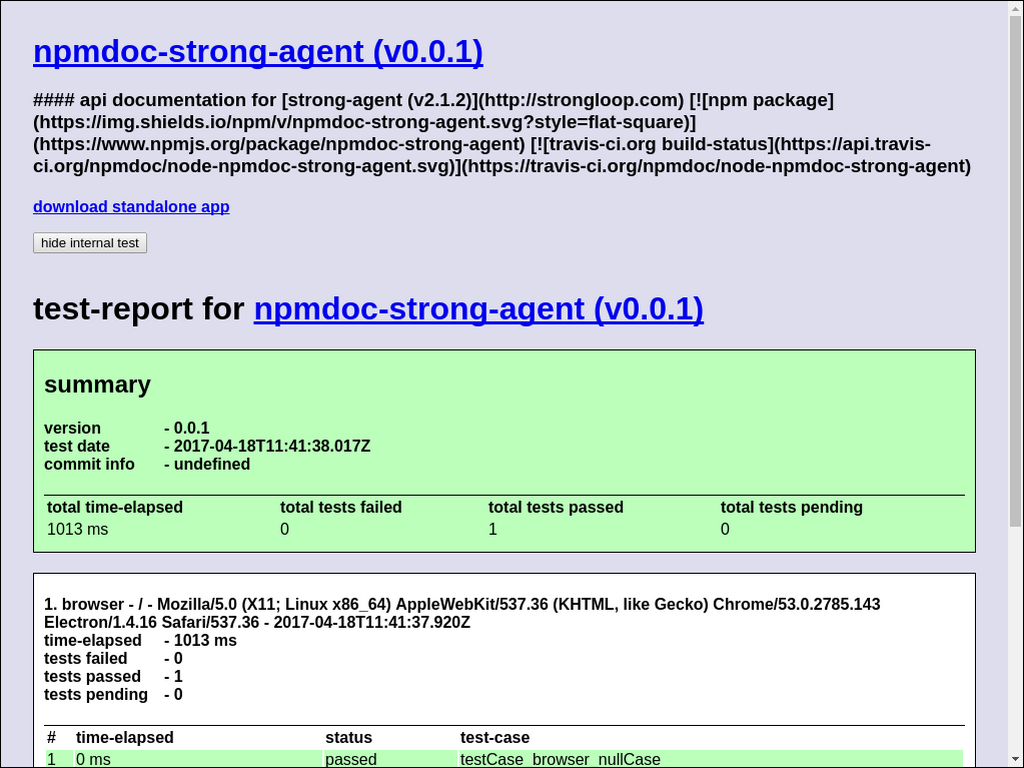 npmdoc-strong-agent (v0.0.1)
#### api documentation for [strong-agent (v2.1.2)](http://strongloop.com) [![npm package]
(https://img.shields.io/npm/v/npmdoc-strong-agent.svg?style=flat-square)]
(https://www.npmjs.org/package/npmdoc-strong-agent) [![travis-ci.org build-status](https://api.travis-
ci.org/npmdoc/node-npmdoc-strong-agent.svg)](https://travis-ci.org/npmdoc/node-npmdoc-strong-agent)
download standalone app
hide internal test
test-report for npmdoc-strong-agent (v0.0.1)
summary
version - 0.0.1
test date - 2017-04-18T11:41:38.017Z
commit info - undefined
total time-elapsed total tests failed total tests passed total tests pending
1013 ms 0 1 0
1. browser - / - Mozilla/5.0 (X11; Linux x86_64) AppleWebKit/537.36 (KHTML, like Gecko) Chrome/53.0.2785.143
Electron/1.4.16 Safari/537.36 - 2017-04-18T11:41:37.920Z
time-elapsed - 1013 ms
tests failed - 0
tests passed - 1
tests pending - 0
# time-elapsed status test-case
1 0 ms passed testCase_browser_nullCase